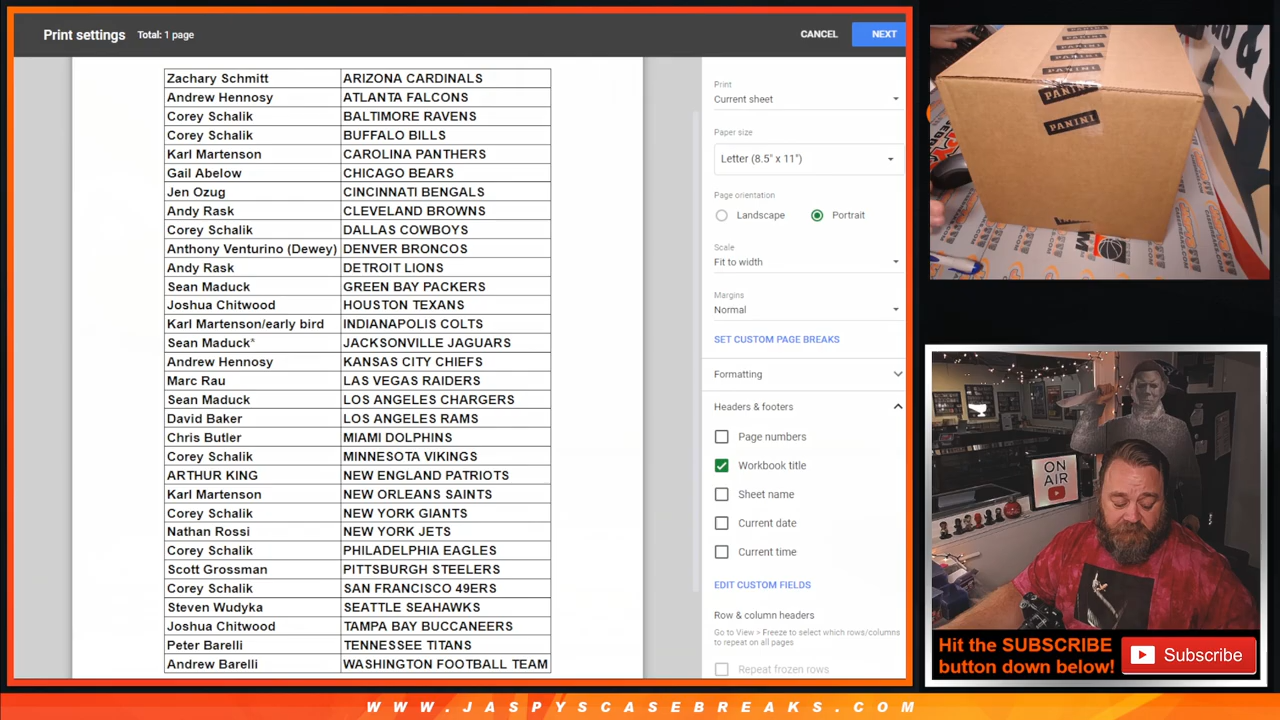 Print settings Total: 1 page CANCEL NEXT
Zachary Schmitt ARIZONA CARDINALS
Andrew Hennosy ATLANTA FALCONS
Corey Schalik BALTIMORE RAVENS
Corey Schalik BUFFALO BILLS
Karl Martenson CAROLINA PANTHERS
Gail Abelow CHICAGO BEARS
Jen Ozug CINCINNATI BENGALS
Andy Rask CLEVELAND BROWNS
Corey Schalik DALLAS COWBOYS
Anthony Venturino (Dewey) DENVER BRONCOS
Andy Rask DETROIT LIONS
Sean Maduck GREEN BAY PACKERS
Joshua Chitwood HOUSTON TEXANS
Karl Martenson/early bird INDIANAPOLIS COLTS
Sean Maduck* JACKSONVILLE JAGUARS
Andrew Hennosy KANSAS CITY CHIEFS
Marc Rau LAS VEGAS RAIDERS
Sean Maduck LOS ANGELES CHARGERS
David Baker LOS ANGELES RAMS
Chris Butler MIAMI DOLPHINS
Corey Schalik MINNESOTA VIKINGS
ARTHUR KING NEW ENGLAND PATRIOTS
Karl Martenson NEW ORLEANS SAINTS
Corey Schalik NEW YORK GIANTS
Nathan Rossi NEW YORK JETS
Corey Schalik PHILADELPHIA EAGLES
Scott Grossman PITTSBURGH STEELERS
Corey Schalik SAN FRANCISCO 49ERS
Steven Wudyka SEATTLE SEAHAWKS
Joshua Chitwood TAMPA BAY BUCCANEERS
Peter Barelli TENNESSEE TITANS
Andrew Barelli WASHINGTON FOOTBALL TEAM
Print
Current sheet
Paper size
Letter (8.5" x 11")
Page orientation
Landscape Portrait
Scale
Fit to width
Margins
Normal
SET CUSTOM PAGE BREAKS
Formatting
Headers & footers
Page numbers
Workbook title
Sheet name
Current date
Current time
EDIT CUSTOM FIELDS
Row & column headers
Go to View > Freeze to select which rows/columns
to repeat on all pages
Repeat frozen rows
PANINI
PANINI
PANINI
ON
AIR
Hit the SUBSCRIBE
button down below!
Subscribe
WWW.JASPYSCASEBREAKS.COM